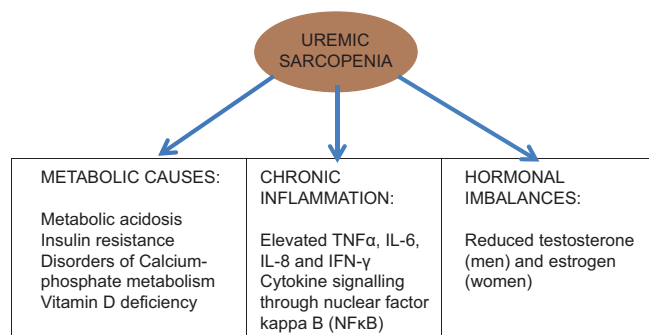 UREMIC
SARCOPENIA
METABOLIC CAUSES:
Metabolic acidosis
Insulin resistance
Disorders of Calcium-
phosphate metabolism
Vitamin D deficiency
CHRONIC
INFLAMMATION:
Elevated TNFα, IL-6,
IL-8 and IFN-γ
Cytokine signalling
through nuclear factor
kappa B (NFκB)
HORMONAL
IMBALANCES:
Reduced testosterone
(men) and estrogen
(women)